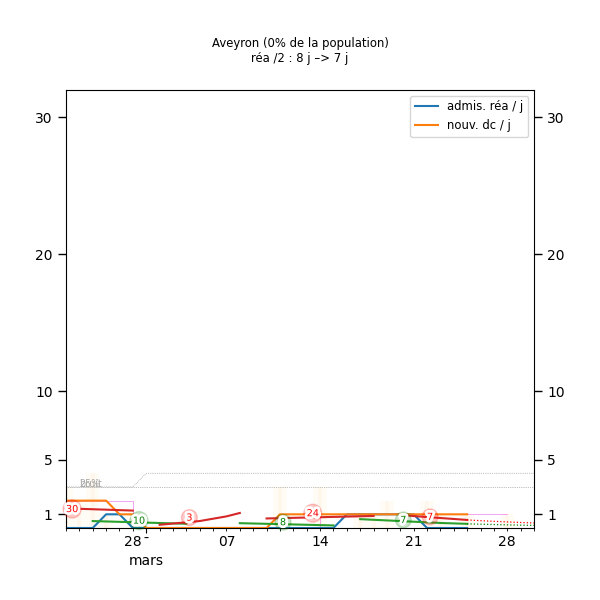 Aveyron (0% de la population)
réa /2 : 8 j –> 7 j
admis. réa / j
nouv. dc / j
30 30
20 20
10 10
5 5
1 1
30
10
3
8
24
7
7
28 07 14 21 28
mars